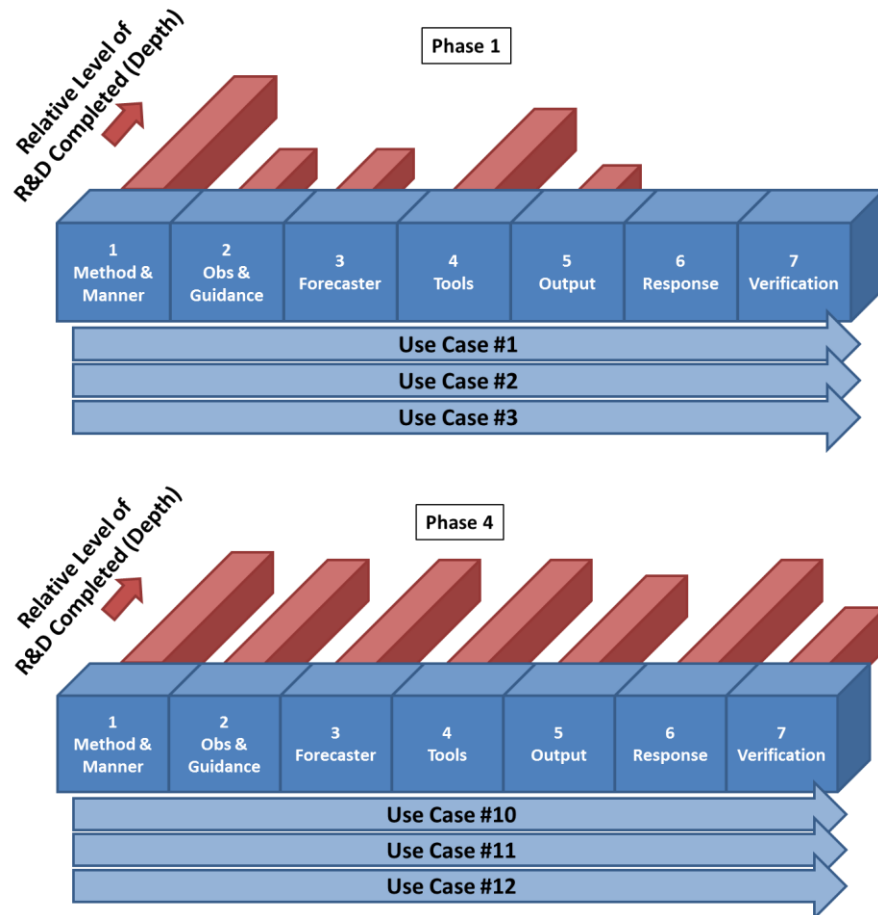 Phase 1
Relative Level of
R&D Completed (Depth)
1
Method &
Manner
2
Obs &
Guidance
3
Forecaster
4
Tools
5
Output
6
Response
7
Verification
Use Case #1
Use Case #2
Use Case #3
Phase 4
Relative Level of
R&D Completed (Depth)
1
Method &
Manner
2
Obs &
Guidance
3
Forecaster
4
Tools
5
Output
6
Response
7
Verification
Use Case #10
Use Case #11
Use Case #12